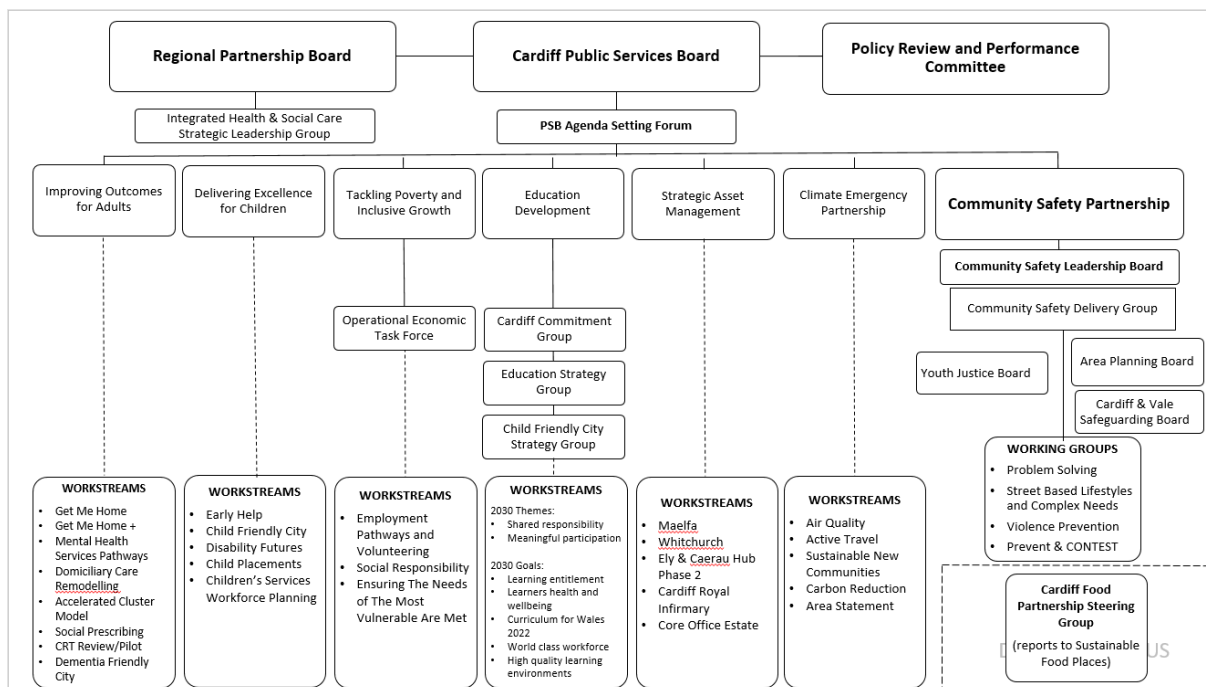 Regional Partnership Board
Cardiff Public Services Board
Policy Review and Performance
Committee
Integrated Health & Social Care
Strategic Leadership Group
PSB Agenda Setting Forum
Improving Outcomes
for Adults
Delivering Excellence
for Children
Tackling Poverty and
Inclusive Growth
Education
Development
Strategic Asset
Management
Climate Emergency
Partnership
Community Safety Partnership
Community Safety Leadership Board
Community Safety Delivery Group
Operational Economic
Task Force
Cardiff Commitment
Group
Education Strategy
Group
Child Friendly City
Strategy Group
Youth Justice Board
Area Planning Board
Cardiff & Vale
Safeguarding Board
WORKSTREAMS
• Get Me Home
• Get Me Home +
• Mental Health
Services Pathways
• Domiciliary Care
Remodelling
• Accelerated Cluster
Model
• Social Prescribing
• CRT Review/Pilot
• Dementia Friendly
City
WORKSTREAMS
• Early Help
• Child Friendly City
• Disability Futures
• Child Placements
• Children’s Services
Workforce Planning
WORKSTREAMS
• Employment
Pathways and
Volunteering
• Social Responsibility
• Ensuring The Needs
of The Most
Vulnerable Are Met
WORKSTREAMS
2030 Themes:
• Shared responsibility
• Meaningful participation
2030 Goals:
• Learning entitlement
• Learners health and
wellbeing
• Curriculum for Wales
2022
• World class workforce
• High quality learning
environments
WORKSTREAMS
• Maelfa
• Whitchurch
• Ely & Caerau Hub
Phase 2
• Cardiff Royal
Infirmary
• Core Office Estate
WORKSTREAMS
• Air Quality
• Active Travel
• Sustainable New
Communities
• Carbon Reduction
• Area Statement
WORKING GROUPS
• Problem Solving
• Street Based Lifestyles
and Complex Needs
• Violence Prevention
• Prevent & CONTEST
Cardiff Food
Partnership Steering
Group
(reports to Sustainable
Food Places)